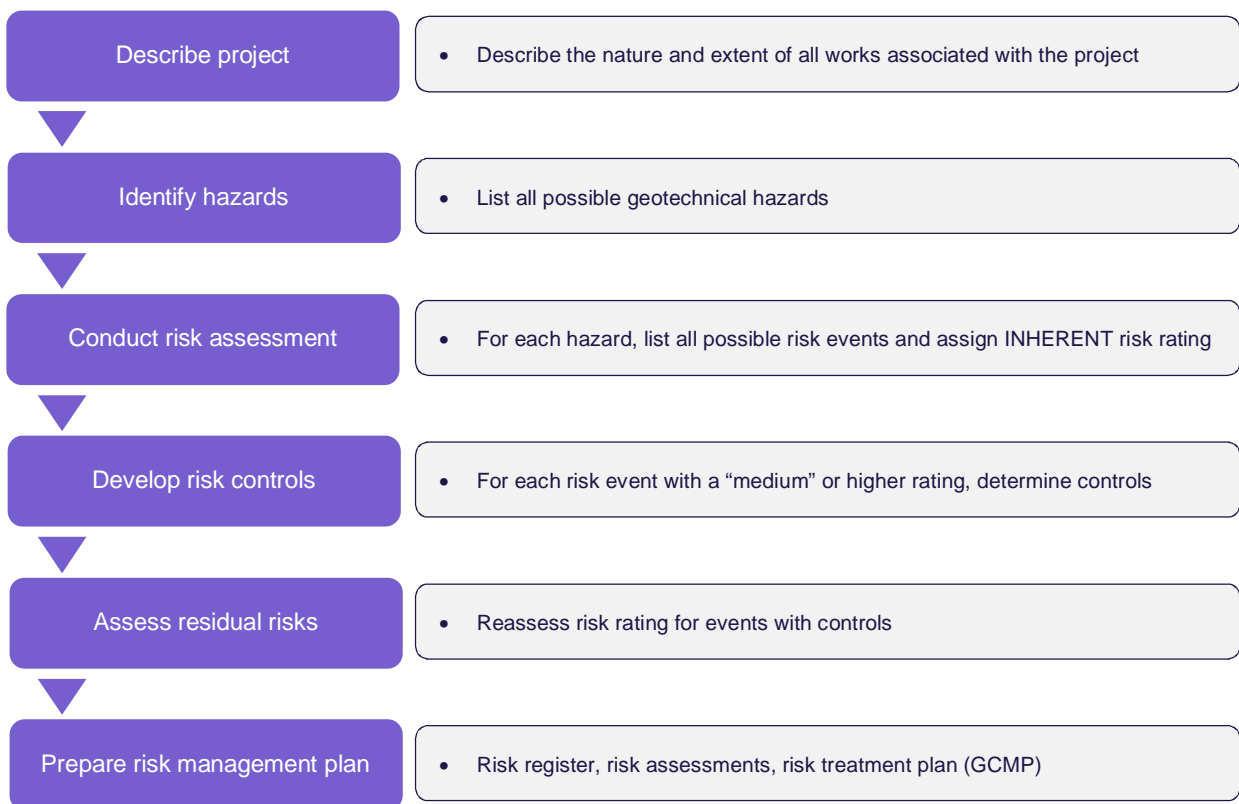 Describe project
• Describe the nature and extent of all works associated with the project
Identify hazards
• List all possible geotechnical hazards
Conduct risk assessment
• For each hazard, list all possible risk events and assign INHERENT risk rating
Develop risk controls
• For each risk event with a “medium” or higher rating, determine controls
Assess residual risks
• Reassess risk rating for events with controls
Prepare risk management plan
• Risk register, risk assessments, risk treatment plan (GCMP)